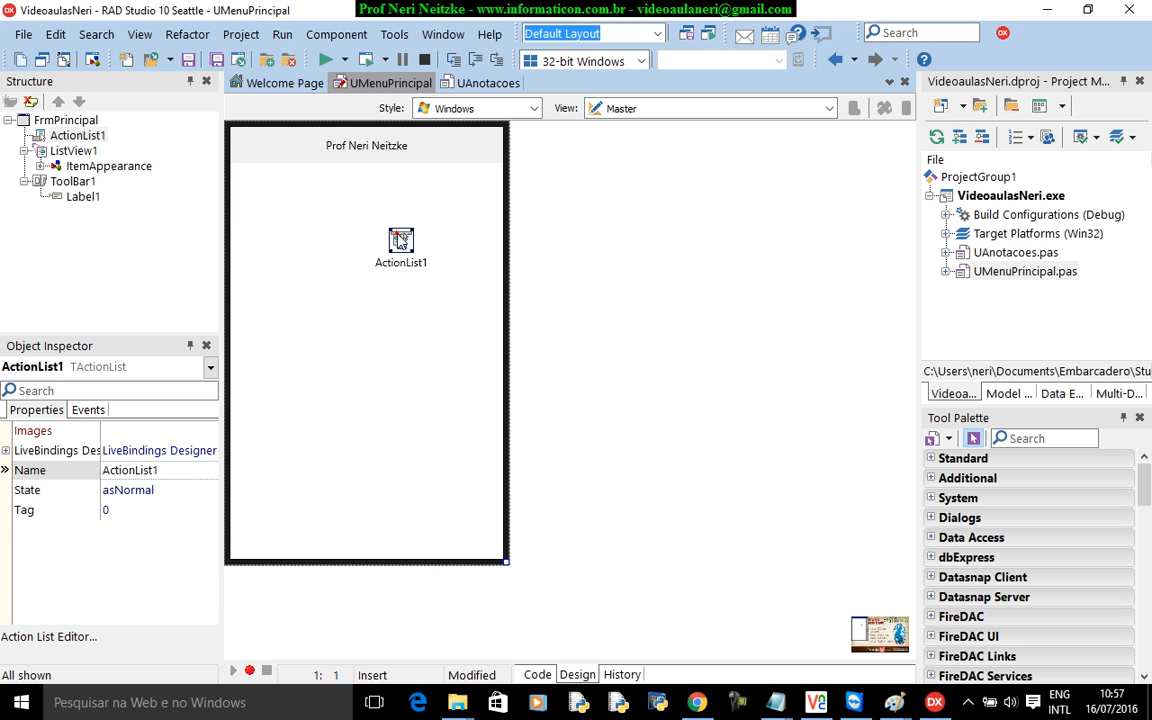 VideoaulasNeri - RAD Studio 10 Seattle - UMenuPrincipal
Prof Neri Neitzke - www.informaticon.com.br - videoaulaneri@gmail.com
File Edit Search View Refactor Project Run Component Tools Window Help
Default Layout
Search
32-bit Windows
Structure
Welcome Page
UMenuPrincipal
UAnotacoes
Style: Windows View: Master
FrmPrincipal
ActionList1
ListView1
ItemAppearance
ToolBar1
Label1
Prof Neri Neitzke
ActionList1
Object Inspector
ActionList1 TActionList
Search
Properties Events
Images
LiveBindings Des LiveBindings Designer
Name ActionList1
State asNormal
Tag 0
Action List Editor...
All shown
1: 1 Insert Modified Code Design History
VideoaulasNeri.dproj - Project M...
File
ProjectGroup1
VideoaulasNeri.exe
Build Configurations (Debug)
Target Platforms (Win32)
UAnotacoes.pas
UMenuPrincipal.pas
C:\Users\neri\Documents\Embarcadero\Stu
Videoa... Model ... Data E... Multi-D...
Tool Palette
Search
Standard
Additional
System
Dialogs
Data Access
dbExpress
Datasnap Client
Datasnap Server
FireDAC
FireDAC UI
FireDAC Links
FireDAC Services
Pesquisar na Web e no Windows
ENG
INTL
10:57
16/07/2016